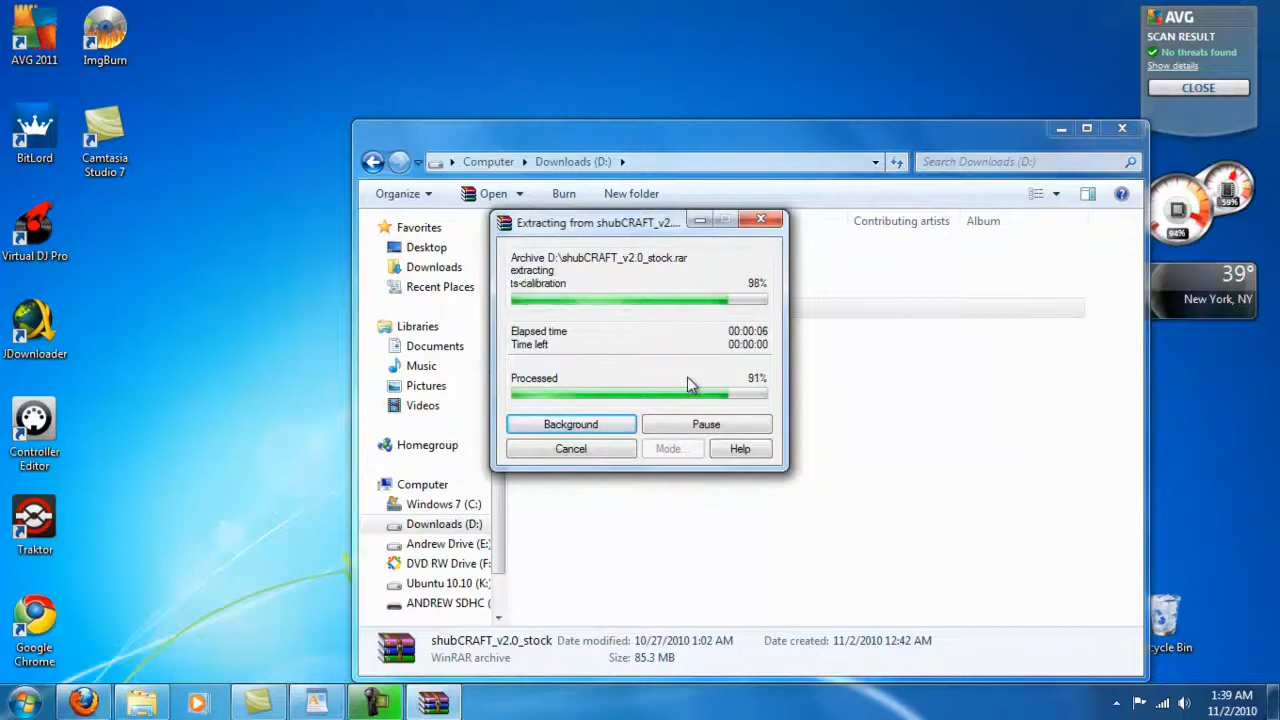 AVG 2011
ImgBurn
BitLord
Camtasia
Studio 7
Virtual DJ Pro
JDownloader
Controller
Editor
Traktor
Google
Chrome
AVG
SCAN RESULT
No threats found
Show details
CLOSE
94%
59%
39°
New York, NY
Computer
Downloads (D:)
Search Downloads (D:)
Organize
Open
Burn
New folder
Contributing artists
Album
Favorites
Desktop
Downloads
Recent Places
Libraries
Documents
Music
Pictures
Videos
Homegroup
Computer
Windows 7 (C:)
Downloads (D:)
Andrew Drive (E:
DVD RW Drive (F:
Ubuntu 10.10 (K:
ANDREW SDHC (
Extracting from shubCRAFT_v2....
Archive D:\shubCRAFT_v2.0_stock.rar
extracting
ts-calibration 98%
Elapsed time 00:00:06
Time left 00:00:00
Processed 91%
Background
Pause
Cancel
Mode...
Help
shubCRAFT_v2.0_stock Date modified: 10/27/2010 1:02 AM Date created: 11/2/2010 12:42 AM
WinRAR archive Size: 85.3 MB
cycle Bin
1:39 AM
11/2/2010